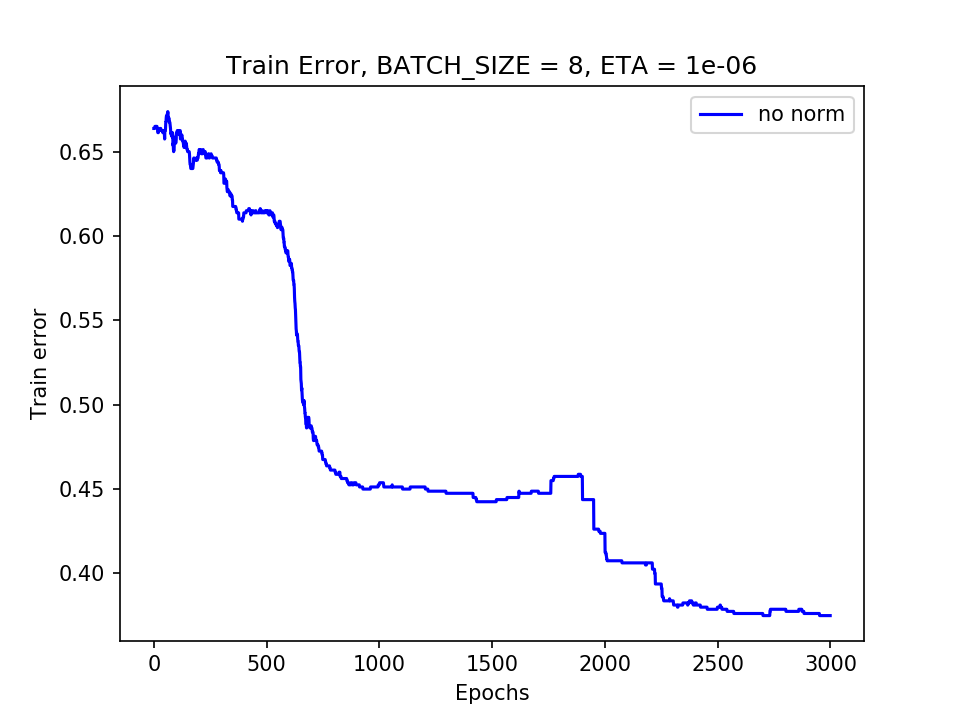 Train Error, BATCH_SIZE = 8, ETA = 1e-06
no norm
Train error
0.65
0.60
0.55
0.50
0.45
0.40
0 500 1000 1500 2000 2500 3000
Epochs